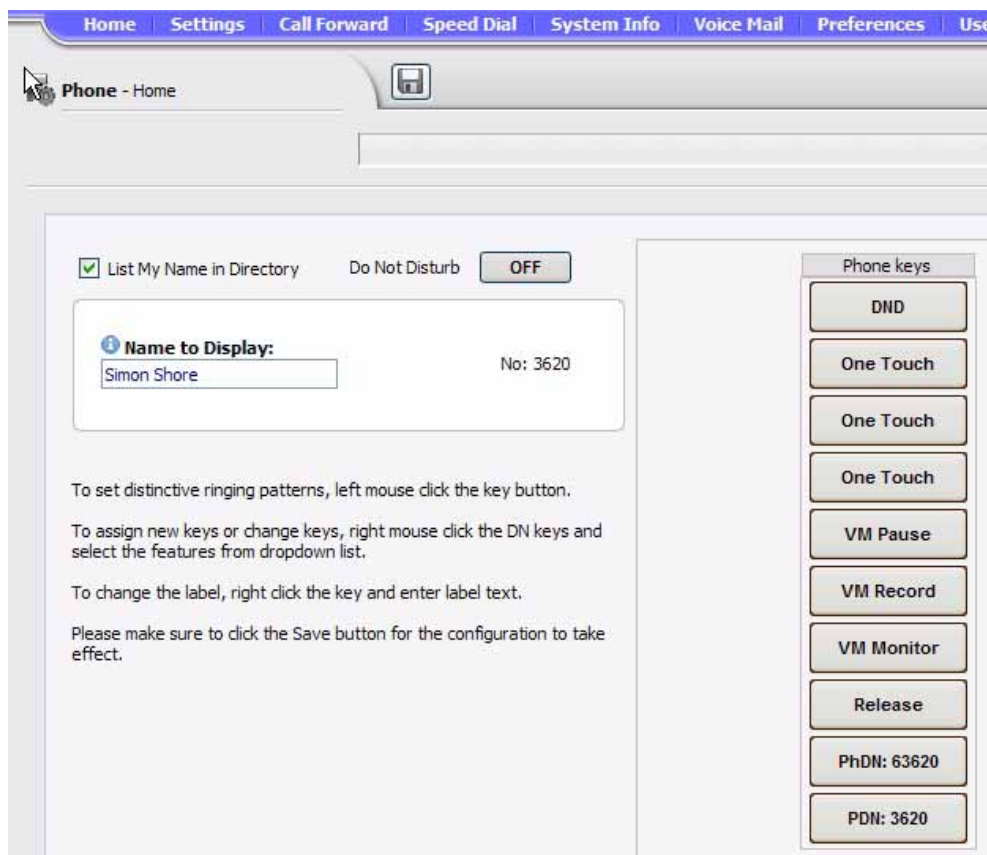 Home Settings Call Forward Speed Dial System Info Voice Mail Preferences Use
Phone - Home
List My Name in Directory Do Not Disturb OFF
Name to Display:
Simon Shore
No: 3620
To set distinctive ringing patterns, left mouse click the key button.
To assign new keys or change keys, right mouse click the DN keys and
select the features from dropdown list.
To change the label, right click the key and enter label text.
Please make sure to click the Save button for the configuration to take
effect.
Phone keys
DND
One Touch
One Touch
One Touch
VM Pause
VM Record
VM Monitor
Release
PhDN: 63620
PDN: 3620